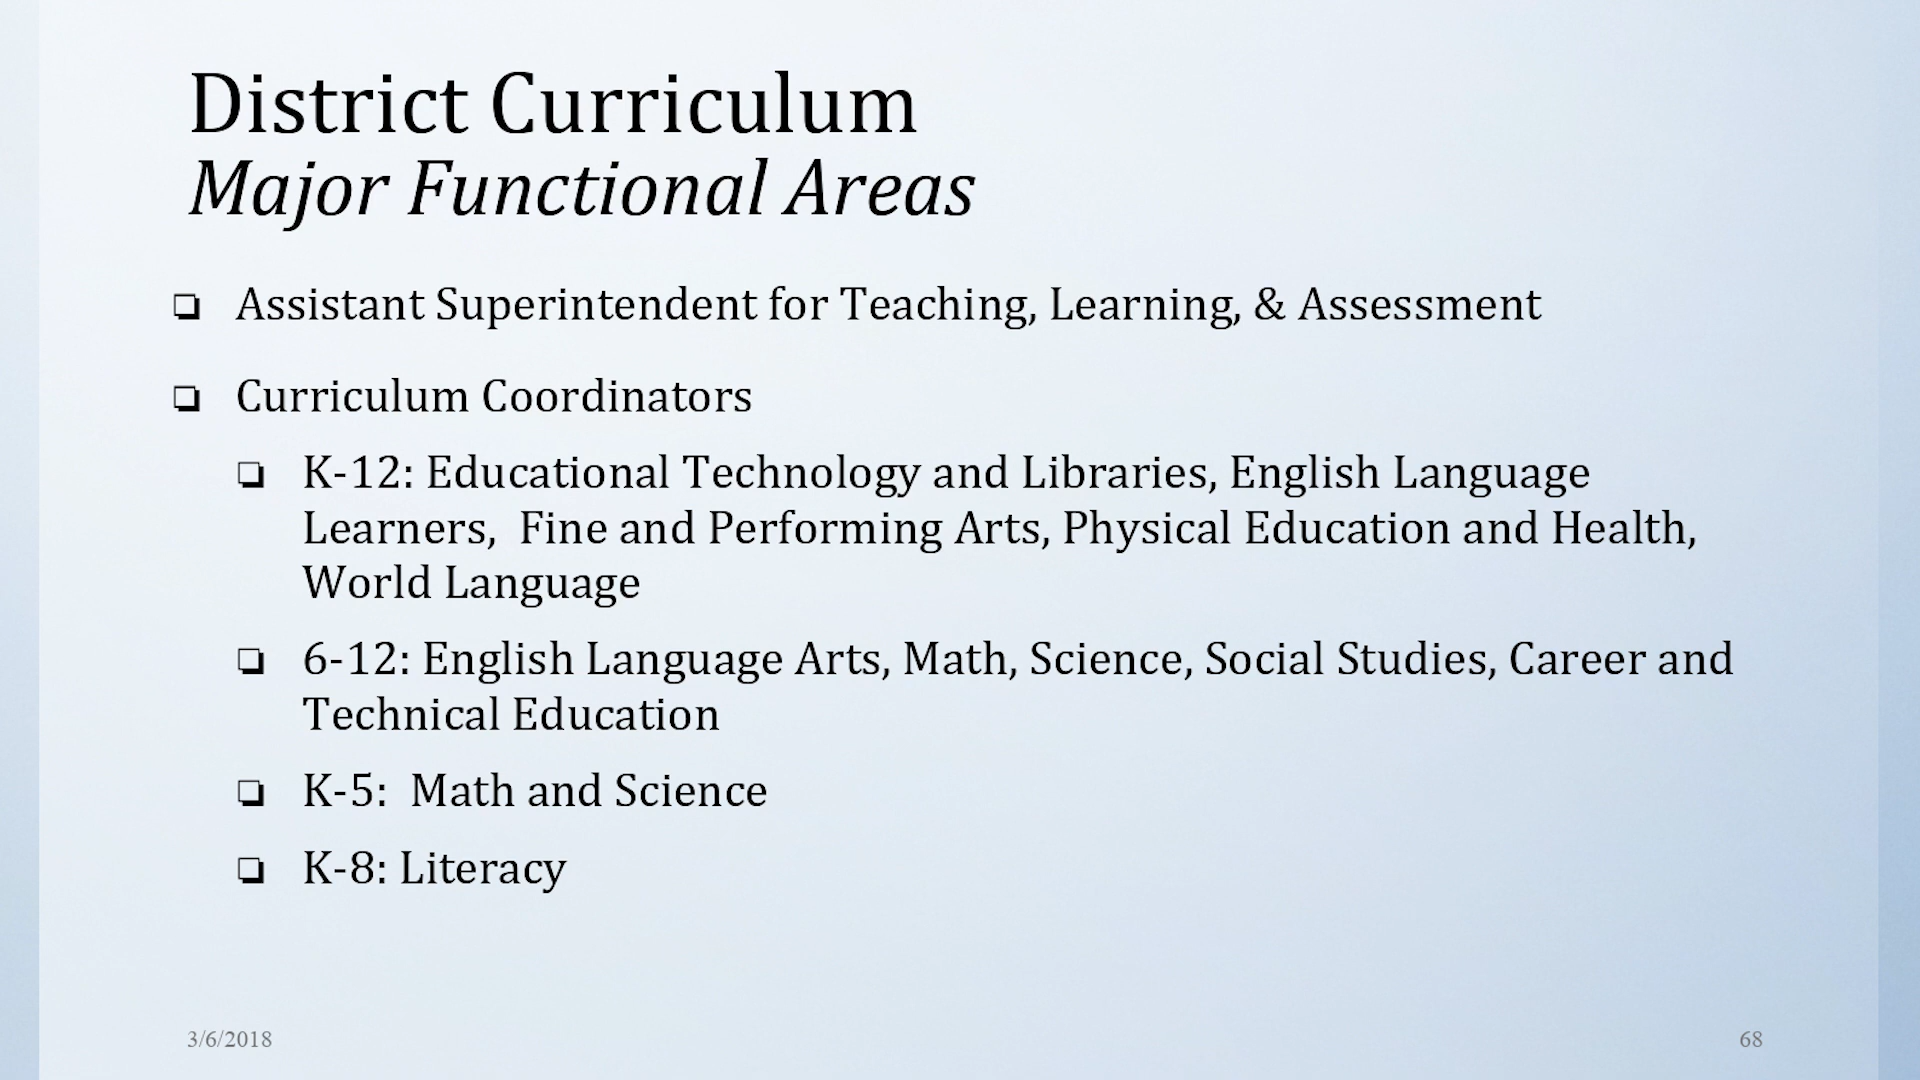 District Curriculum
Major Functional Areas
❏ Assistant Superintendent for Teaching, Learning, & Assessment
❏ Curriculum Coordinators
❏ K-12: Educational Technology and Libraries, English Language
Learners,  Fine and Performing Arts, Physical Education and Health,
World Language
❏ 6-12: English Language Arts, Math, Science, Social Studies, Career and
Technical Education
❏ K-5:  Math and Science
❏ K-8: Literacy
3/6/2018
68